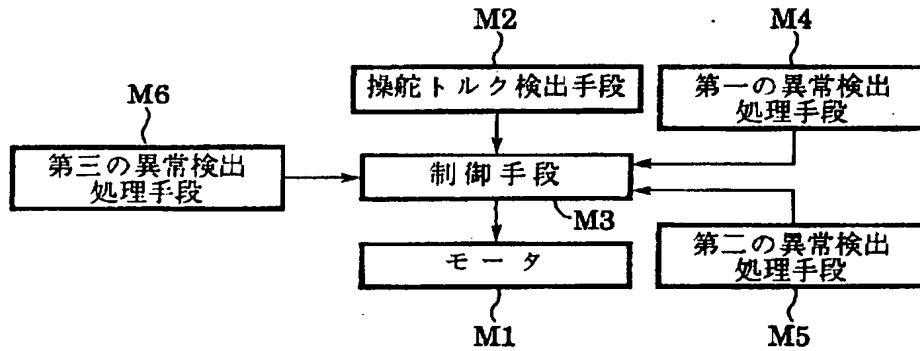 M2
M4
操舵トルク検出手段
第一の異常検出
処理手段
M6
第三の異常検出
処理手段
制御手段
M3
モータ
第二の異常検出
処理手段
M1
M5